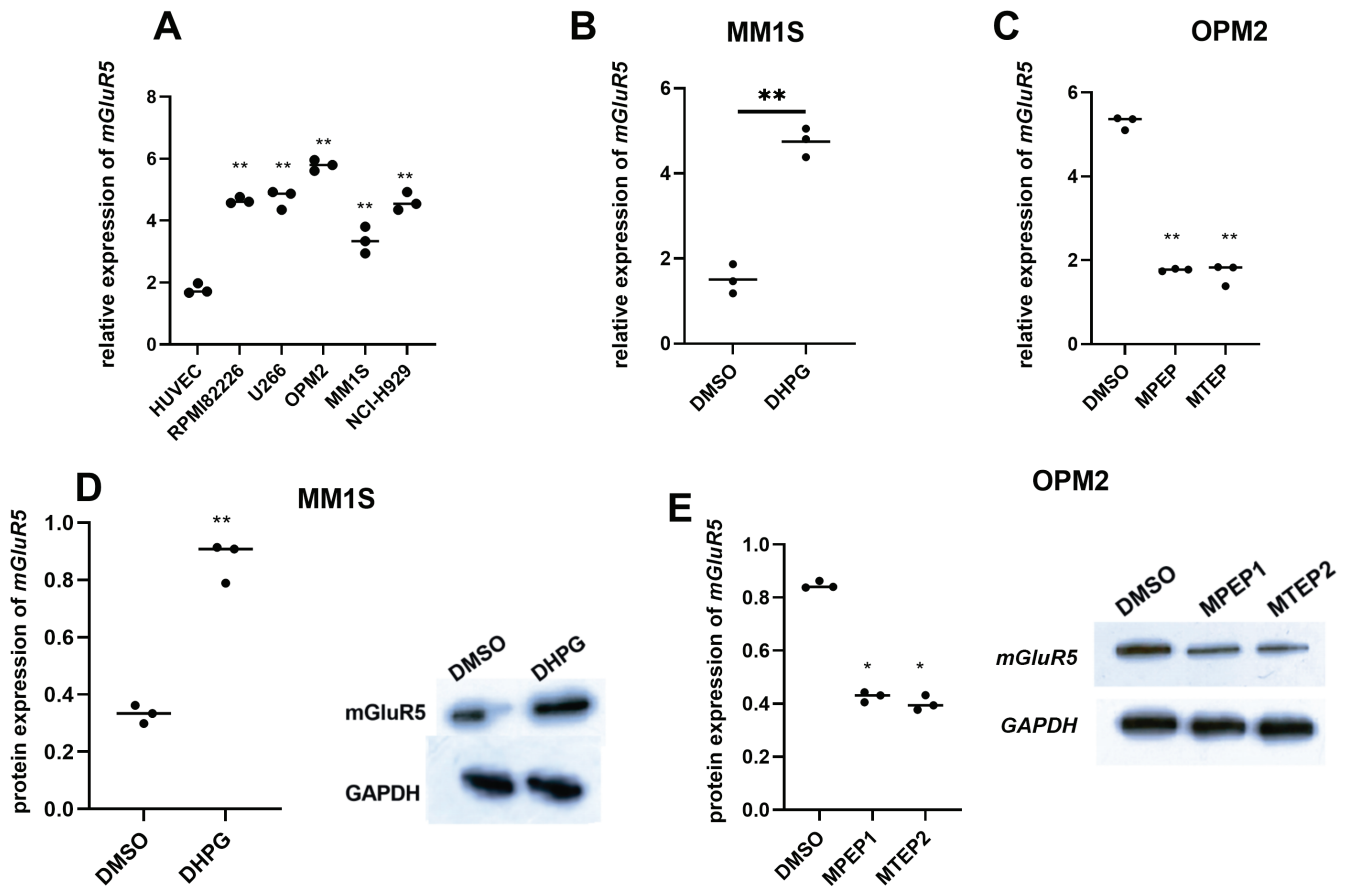 A
relative expression of mGluR5
8
6
4
2
0
**
**
**
**
**
HUVEC
RPMI82226
U266
OPM2
MM1S
NCI-H929
B
MM1S
relative expression of mGluR5
6
4
2
0
**
DMSO
DHPG
C
OPM2
relative expression of mGluR5
6
4
2
0
**
**
DMSO
MPEP
MTEP
D
MM1S
protein expression of mGluR5
1.0
0.8
0.6
0.4
0.2
0.0
**
DMSO
DHPG
DMSO
DHPG
mGluR5
GAPDH
E
OPM2
protein expression of mGluR5
1.0
0.8
0.6
0.4
0.2
0.0
*
*
DMSO
MPEP1
MTEP2
DMSO
MPEP1
MTEP2
mGluR5
GAPDH